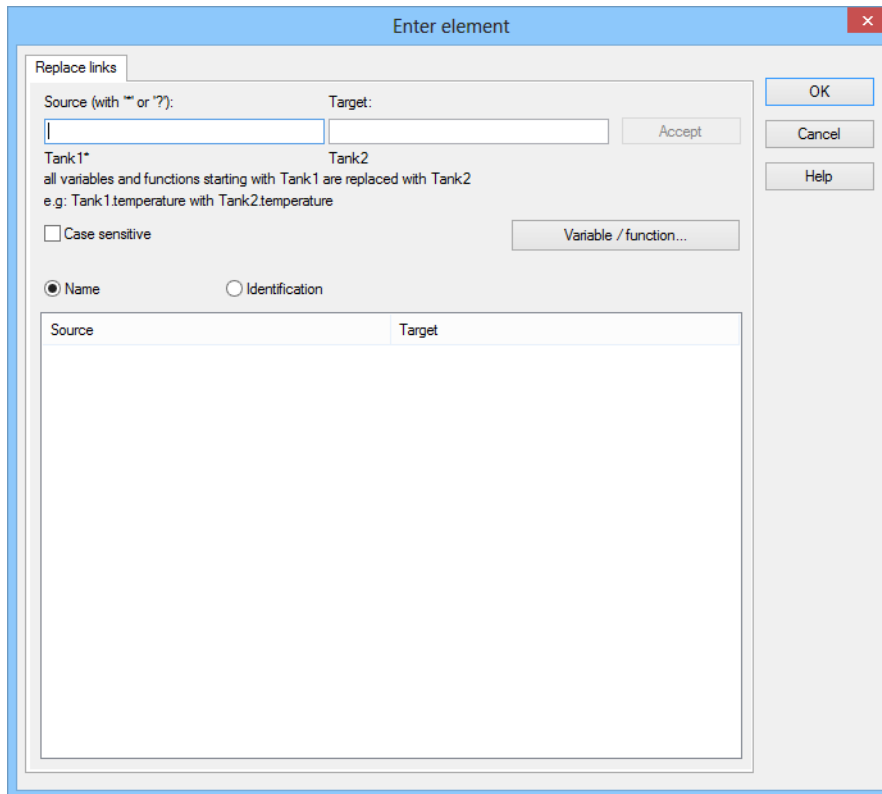 Enter element
Replace links
Source (with '*' or '?'):
Target:
Accept
Tank1*
Tank2
all variables and functions starting with Tank1 are replaced with Tank2
e.g: Tank1.temperature with Tank2.temperature
Case sensitive
Variable / function...
Name
Identification
Source
Target
OK
Cancel
Help